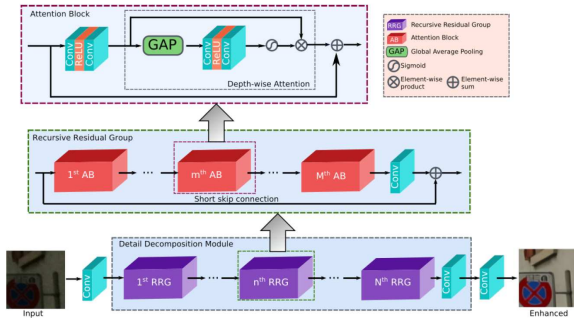 Attention Block
Conv
ReLU
Conv
GAP
Conv
ReLU
Conv
Depth-wise Attention
RRG Recursive Residual Group
AB Attention Block
GAP Global Average Pooling
Sigmoid
Element-wise product
Element-wise sum
Recursive Residual Group
1st AB
...
mth AB
...
Mth AB
Conv
Short skip connection
Detail Decomposition Module
Conv
1st RRG
...
nth RRG
...
Nth RRG
Conv
Conv
Input
Enhanced